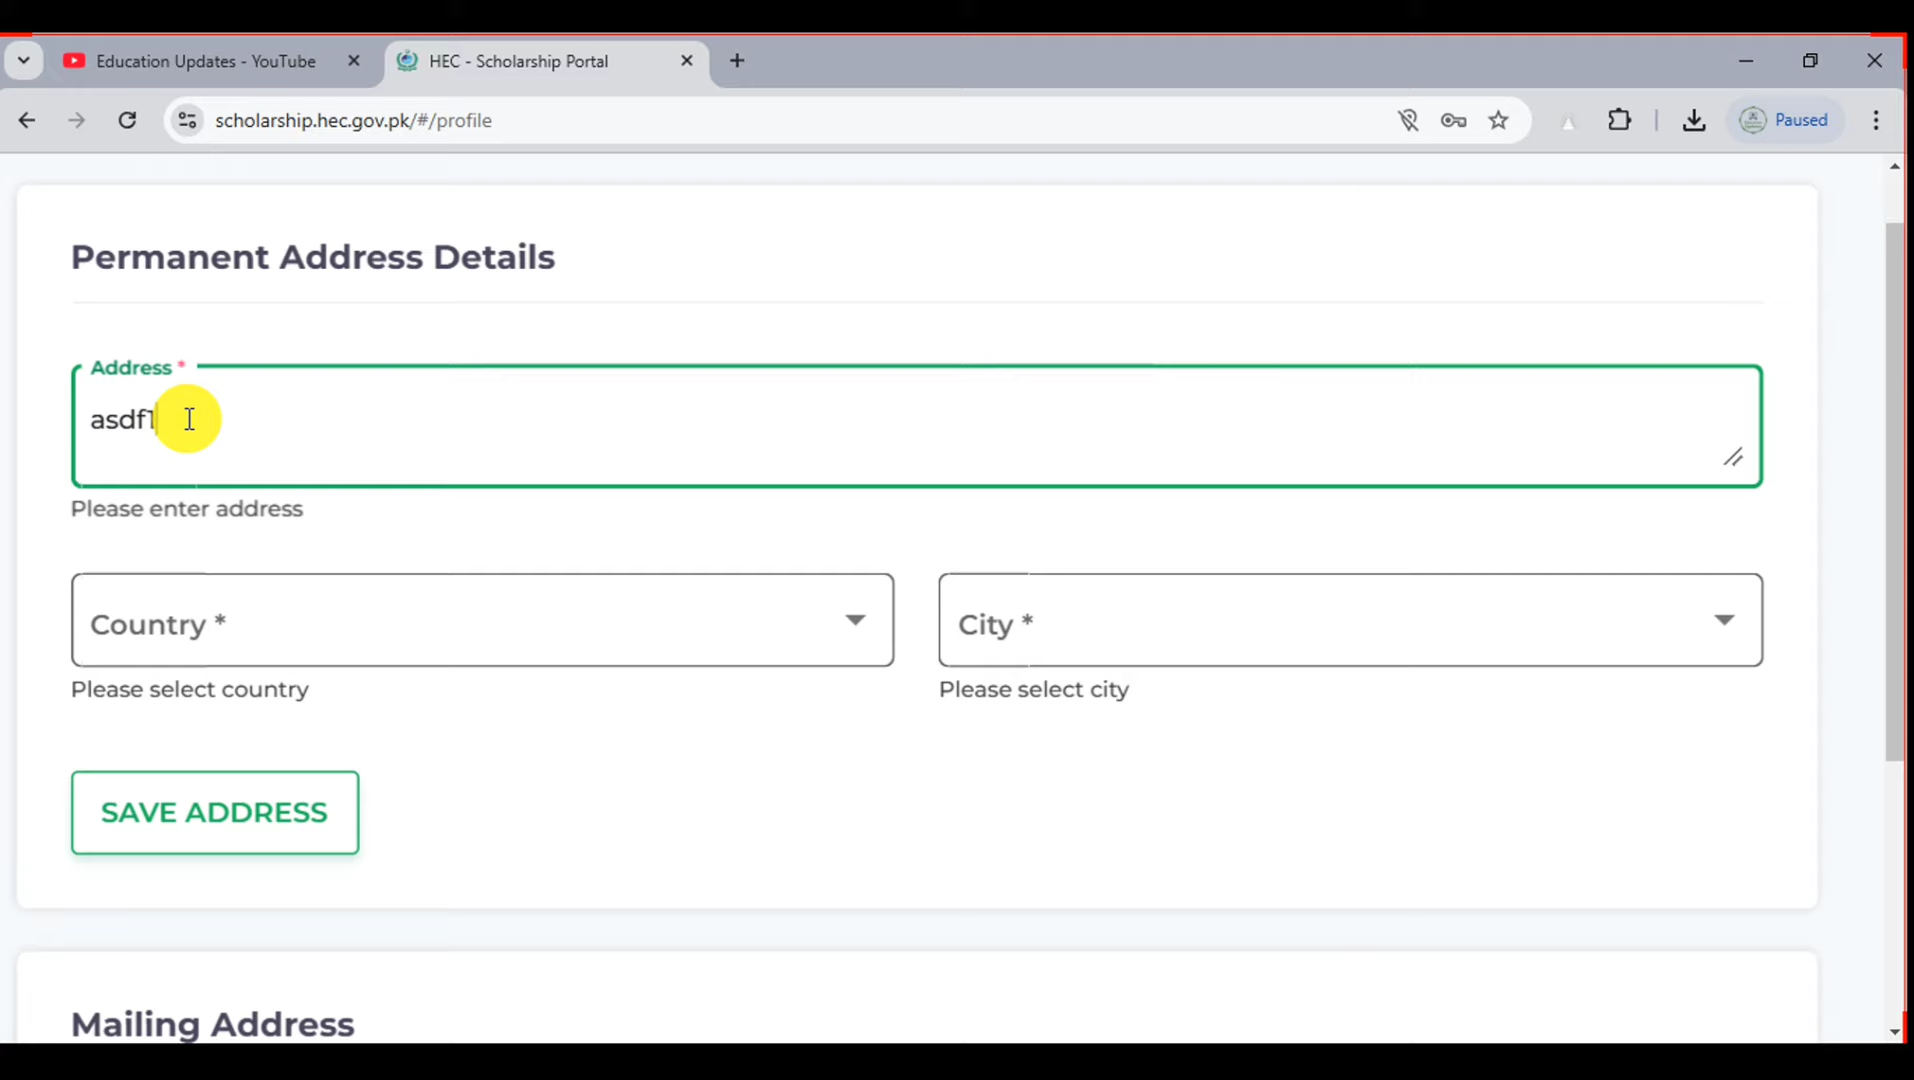 Education Updates - YouTube
HEC - Scholarship Portal
scholarship.hec.gov.pk/#/profile
Paused
Permanent Address Details
Address *
asdf1
Please enter address
Country *
City *
Please select country
Please select city
SAVE ADDRESS
Mailing Address